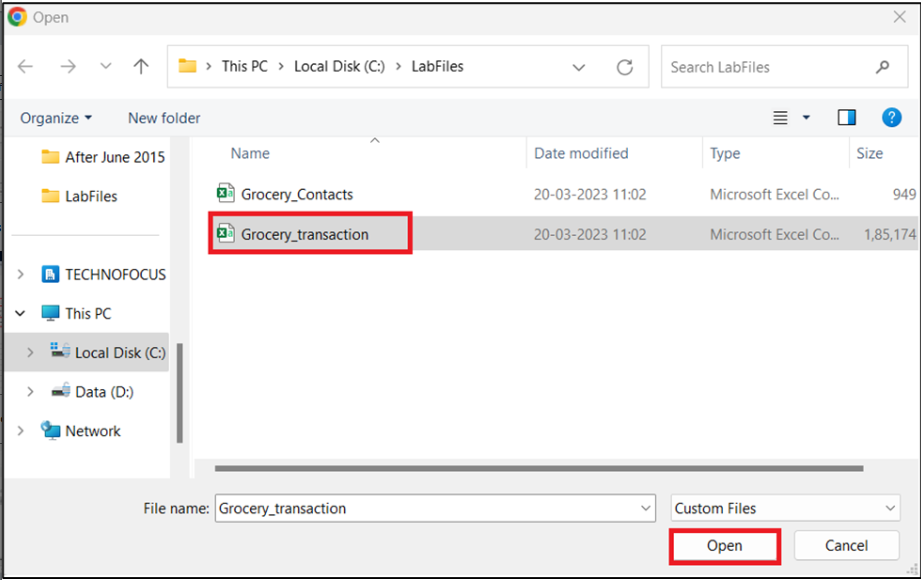 Open
This PC > Local Disk (C:) > LabFiles
Search LabFiles
Organize
New folder
?
After June 2015
LabFiles
TECHNOFOCUS
This PC
Local Disk (C:)
Data (D:)
Network
Name Date modified Type Size
Grocery_Contacts 20-03-2023 11:02 Microsoft Excel Co... 949
Grocery_transaction 20-03-2023 11:02 Microsoft Excel Co... 1,85,174
File name: Grocery_transaction Custom Files
Open Cancel